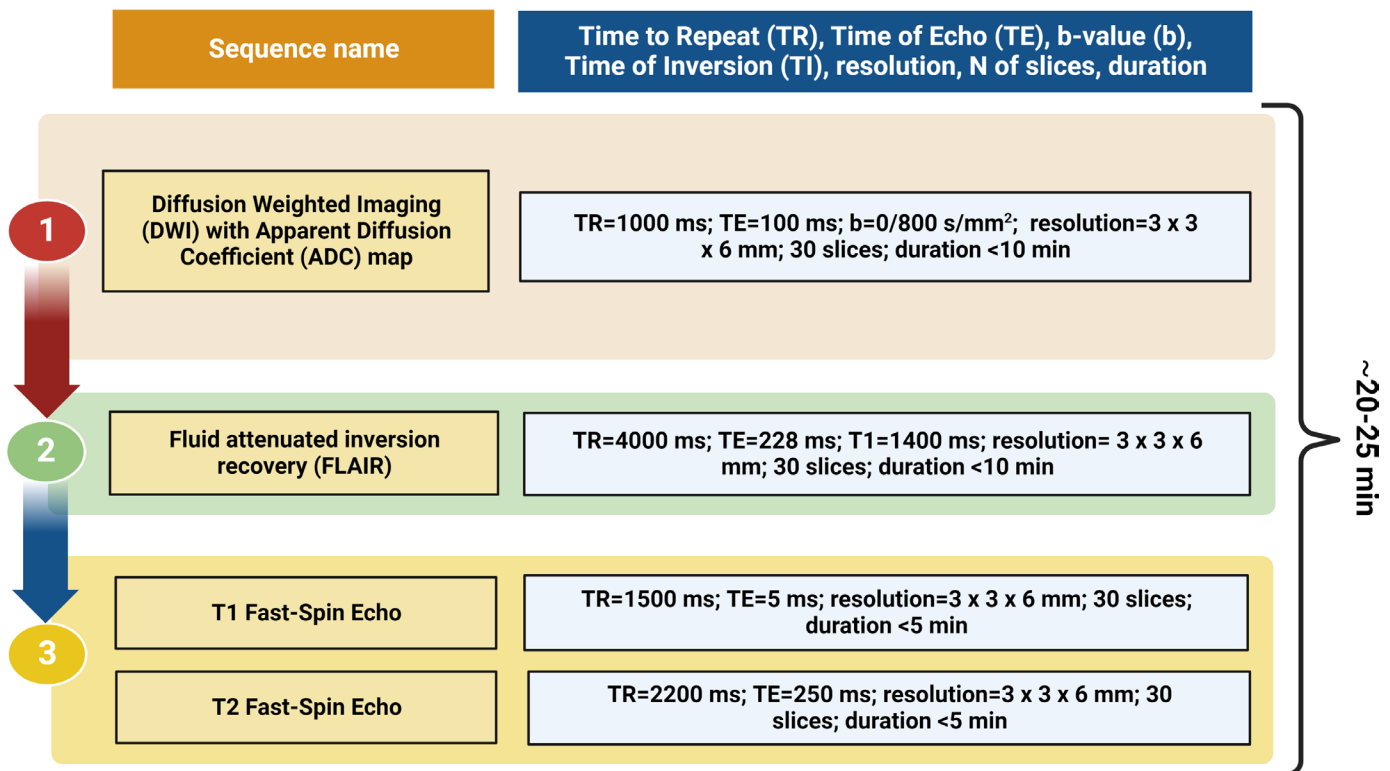 Sequence name
Time to Repeat (TR), Time of Echo (TE), b-value (b),
Time of Inversion (TI), resolution, N of slices, duration
1
Diffusion Weighted Imaging
(DWI) with Apparent Diffusion
Coefficient (ADC) map
TR=1000 ms; TE=100 ms; b=0/800 s/mm²; resolution=3 x 3
x 6 mm; 30 slices; duration <10 min
2
Fluid attenuated inversion
recovery (FLAIR)
TR=4000 ms; TE=228 ms; T1=1400 ms; resolution= 3 x 3 x 6
mm; 30 slices; duration <10 min
3
T1 Fast-Spin Echo
TR=1500 ms; TE=5 ms; resolution=3 x 3 x 6 mm; 30 slices;
duration <5 min
T2 Fast-Spin Echo
TR=2200 ms; TE=250 ms; resolution=3 x 3 x 6 mm; 30
slices; duration <5 min
~20-25 min